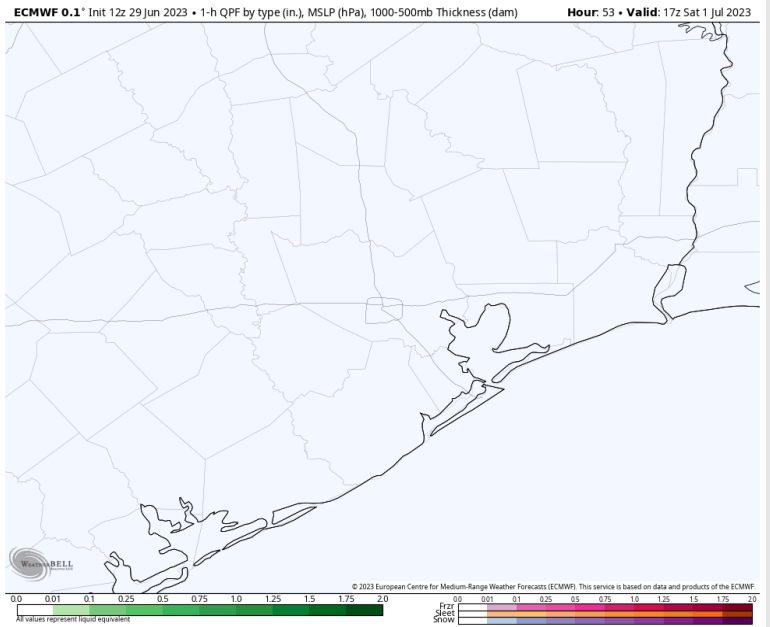 ECMWF 0.1° Init 12z 29 Jun 2023 • 1-h QPF by type (in.), MSLP (hPa), 1000-500mb Thickness (dam) Hour: 53 • Valid: 17z Sat 1 Jul 2023
WEATHERBELL
© 2023 European Centre for Medium-Range Weather Forecasts (ECMWF). This service is based on data and products of the ECMWF
0.0 0.01 0.1 0.25 0.5 0.75 1.0 1.25 1.5 1.75 2.0
All values represent liquid equivalent
0.0 0.01 0.1 0.25 0.5 0.75 1.0 1.25 1.5 1.75 2.0
Frzr
Sleet
Snow